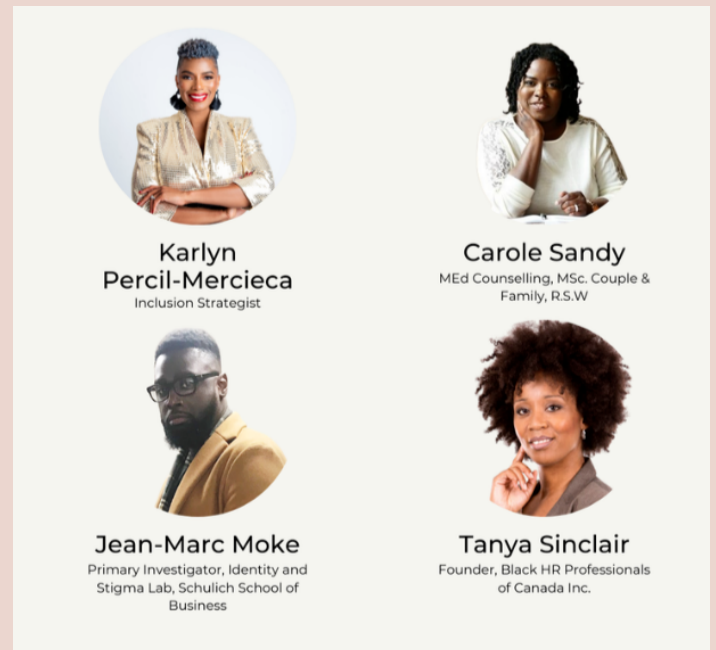 Karlyn
Percil-Mercieca
Inclusion Strategist
Carole Sandy
MEd Counselling, MSc. Couple &
Family, R.S.W
Jean-Marc Moke
Primary Investigator, Identity and
Stigma Lab, Schulich School of
Business
Tanya Sinclair
Founder, Black HR Professionals
of Canada Inc.